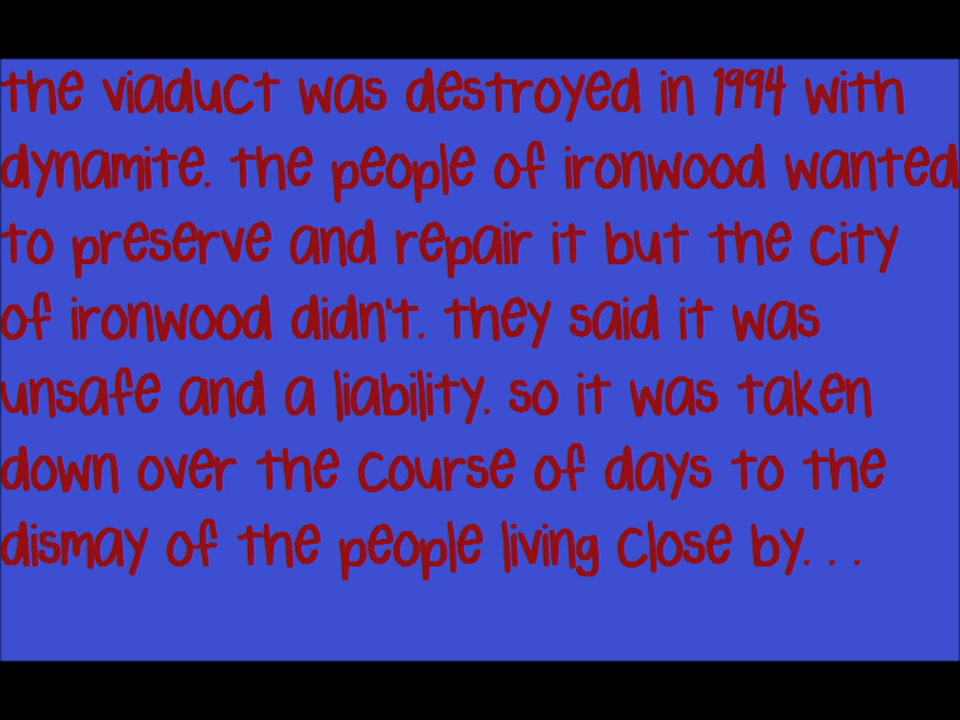 the viaduct was destroyed in 1994 with
dynamite. the people of ironwood wanted
to preserve and repair it but the city
of ironwood didn't. they said it was
unsafe and a liability. so it was taken
down over the course of days to the
dismay of the people living close by. . .